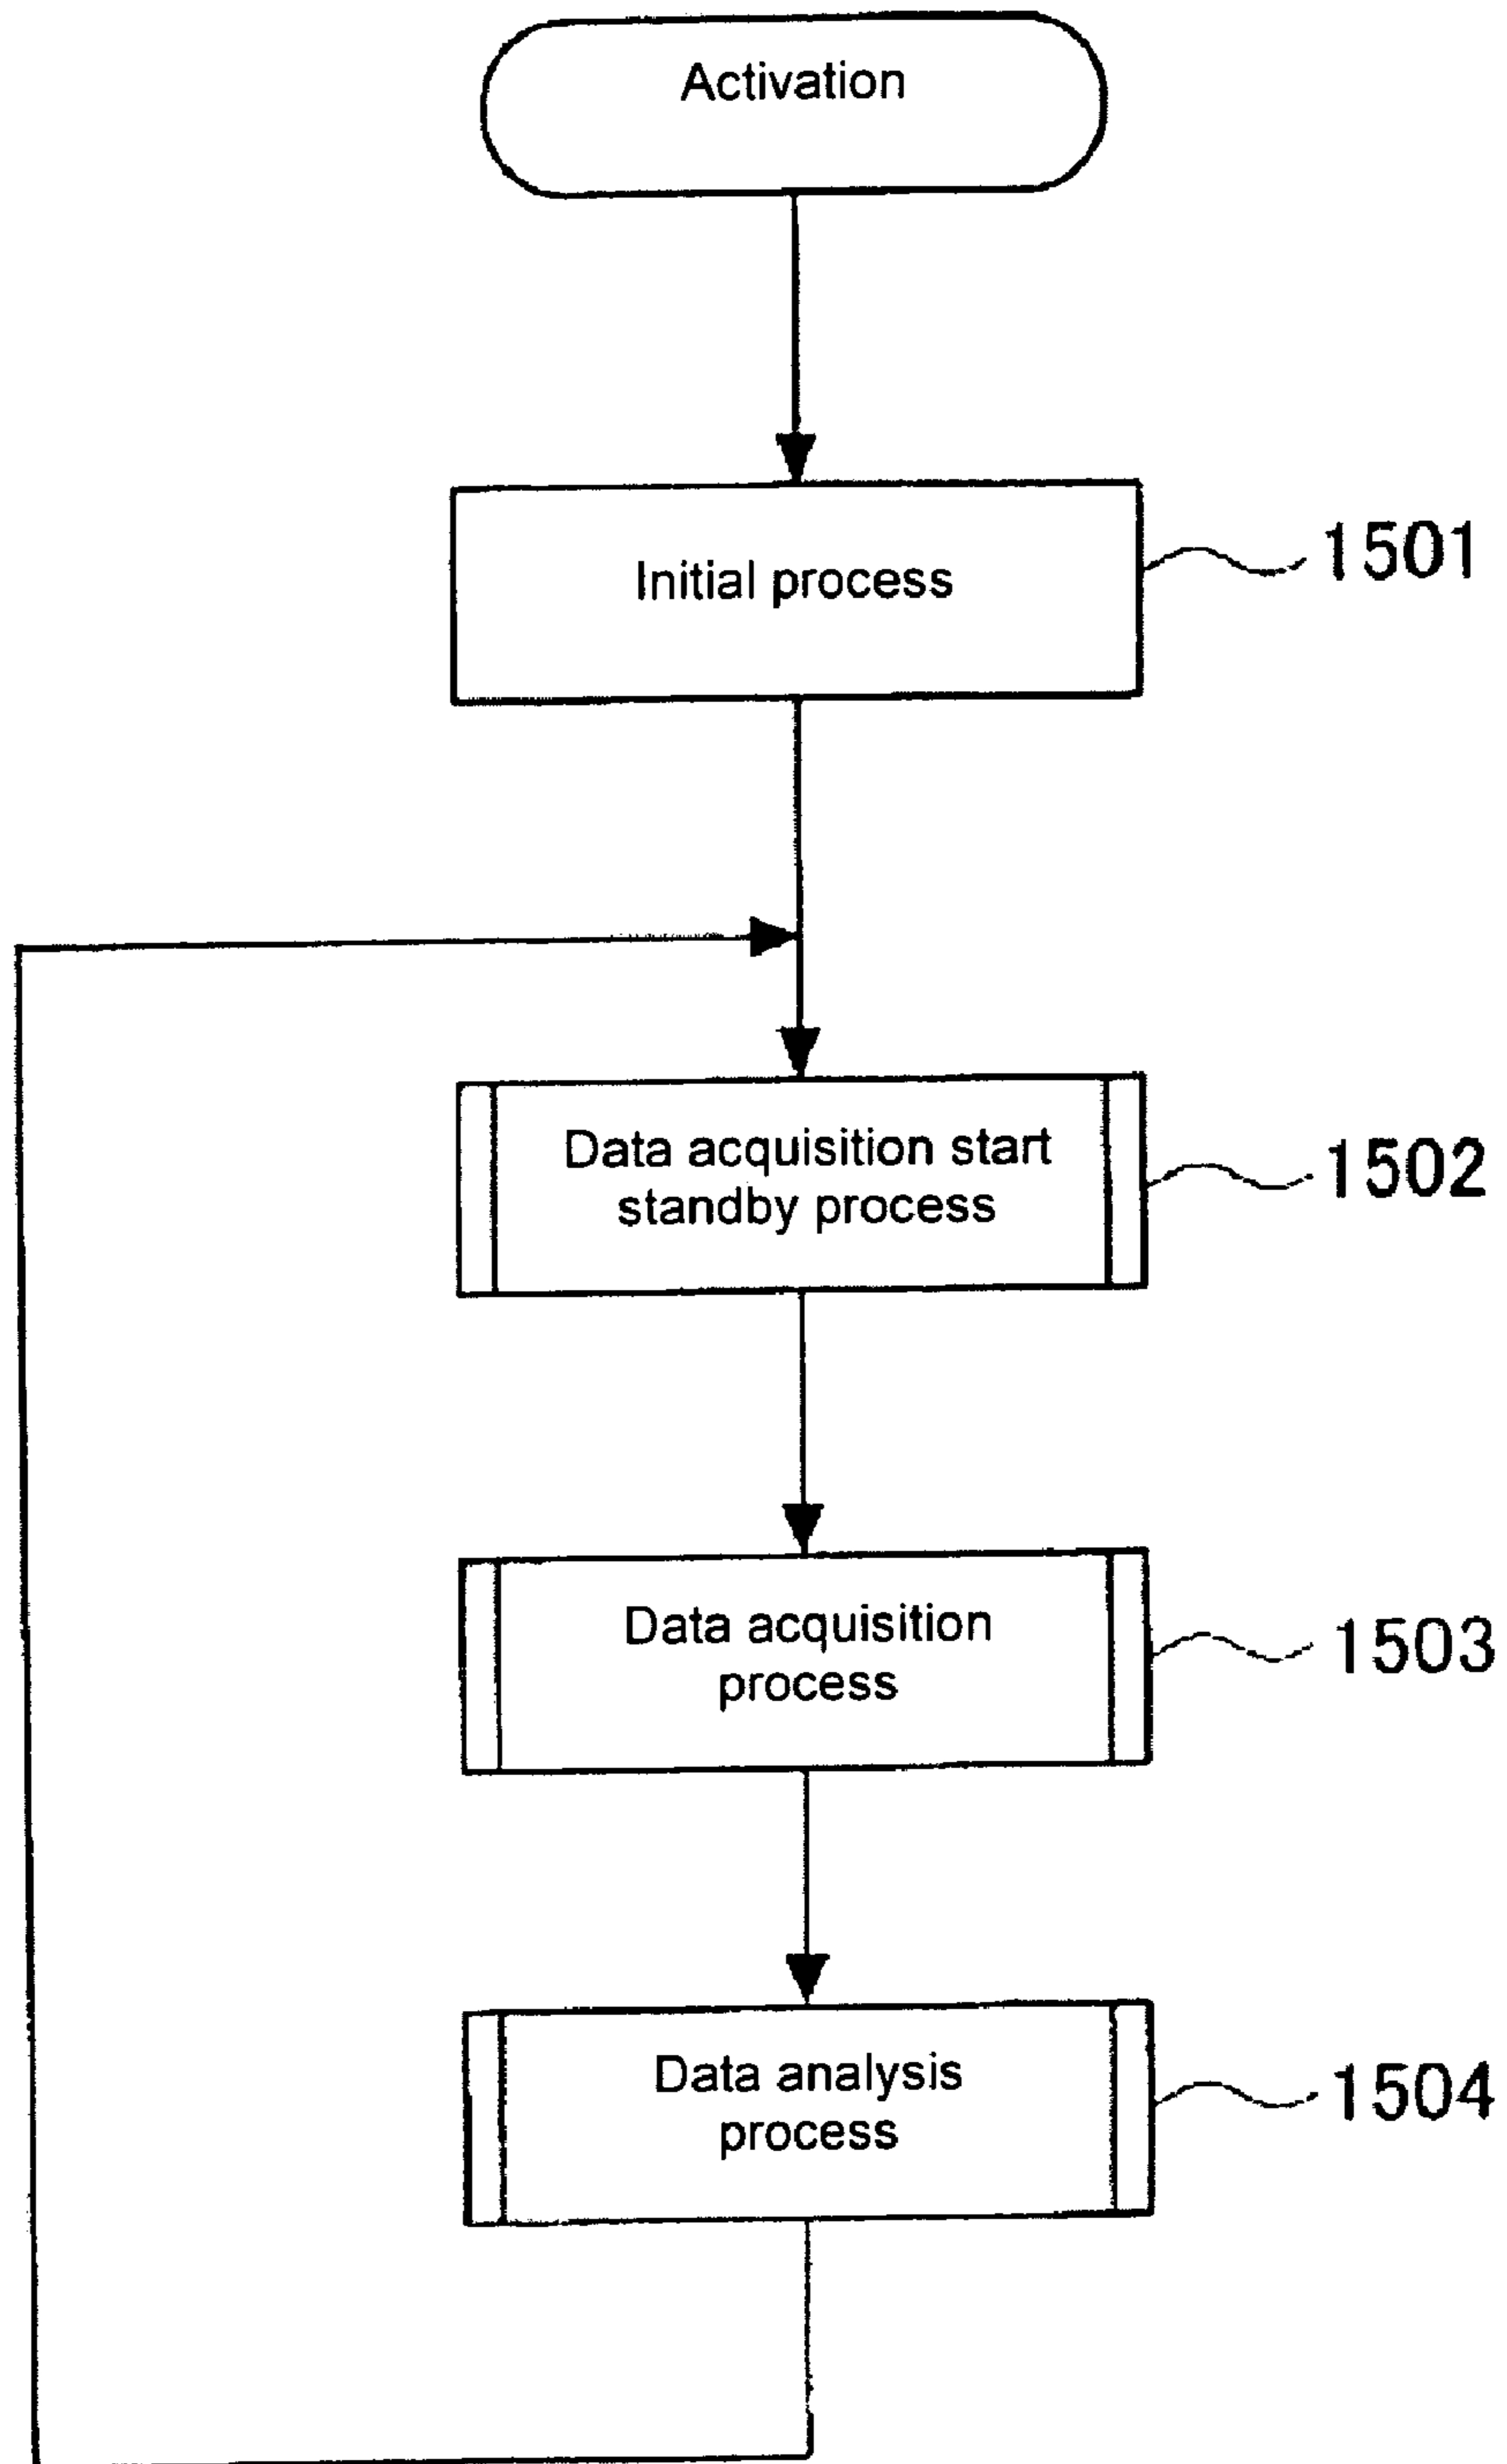 Activation
Initial process
1501
Data acquisition start
standby process
1502
Data acquisition
process
1503
Data analysis
process
1504